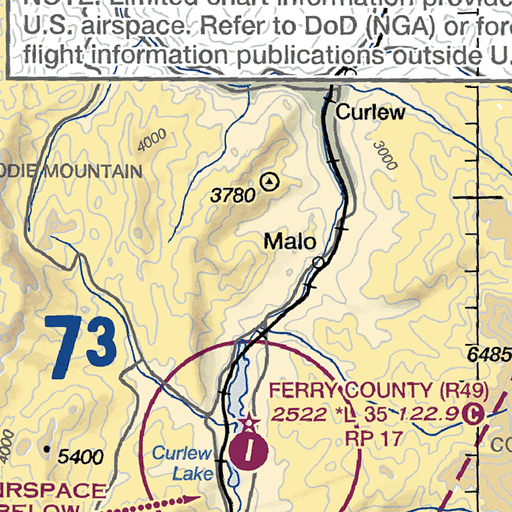 NOTE: Limited chart information provide
U.S. airspace. Refer to DoD (NGA) or fore
flight information publications outside U.
Curlew
4000
3000
ODIE MOUNTAIN
3780
Malo
73
6485
FERRY COUNTY (R49)
2522 *L 35 122.9 C
RP 17
Curlew
Lake
5400
4000
CO
IRSPACE
BELOW